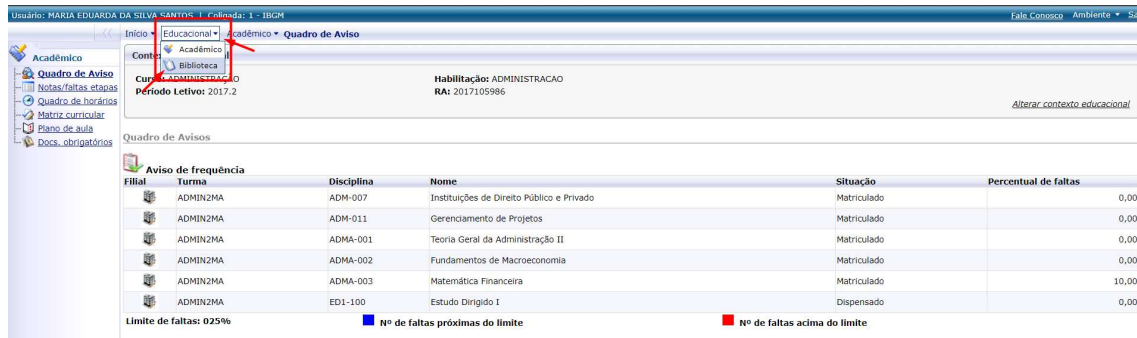 Usuário: MARIA EDUARDA DA SILVA SANTOS | Coligada: 1 - IBGM
Fale Conosco Ambiente
Início Educacional Acadêmico Quadro de Aviso
Acadêmico
Biblioteca
Acadêmico
Quadro de Aviso
Notas/faltas etapas
Quadro de horários
Matriz curricular
Plano de aula
Docs. obrigatórios
ADMINISTRAÇÃO Habilitação: ADMINISTRACAO
Período Letivo: 2017.2 RA: 2017105986
Alterar contexto educacional
Quadro de Avisos
Aviso de frequência
Filial Turma Disciplina Nome Situação Percentual de faltas
ADMIN2MA ADM-007 Instituições de Direito Público e Privado Matriculado 0,00
ADMIN2MA ADM-011 Gerenciamento de Projetos Matriculado 0,00
ADMIN2MA ADMA-001 Teoria Geral da Administração II Matriculado 0,00
ADMIN2MA ADMA-002 Fundamentos de Macroeconomia Matriculado 0,00
ADMIN2MA ADMA-003 Matemática Financeira Matriculado 10,00
ADMIN2MA ED1-100 Estudo Dirigido I Dispensado 0,00
Limite de faltas: 025% Nº de faltas próximas do limite Nº de faltas acima do limite